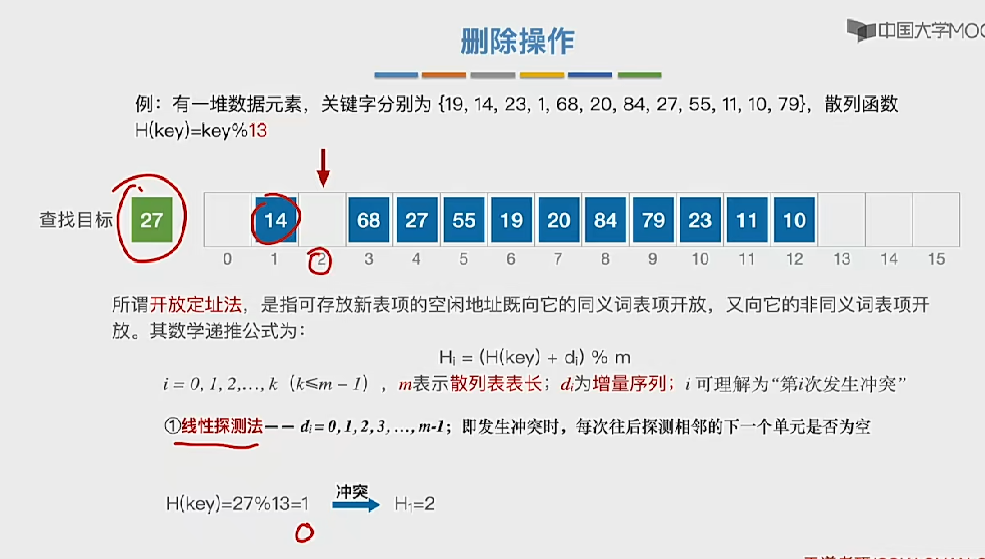 删除操作
中国大学MOO
例：有一堆数据元素，关键字分别为 {19, 14, 23, 1, 68, 20, 84, 27, 55, 11, 10, 79}，散列函数
H(key)=key%13
查找目标 27
14 68 27 55 19 20 84 79 23 11 10
0 1 2 3 4 5 6 7 8 9 10 11 12 13 14 15
所谓开放定址法，是指可存放新表项的空闲地址既向它的同义词表项开放，又向它的非同义词表项开
放。其数学递推公式为：
Hᵢ = (H(key) + dᵢ) % m
i = 0, 1, 2,…, k（k≤m − 1），m表示散列表表长；dᵢ为增量序列；i 可理解为“第i次发生冲突”
①线性探测法—— dᵢ = 0, 1, 2, 3, …, m-1；即发生冲突时，每次往后探测相邻的下一个单元是否为空
H(key)=27%13=1 冲突 H₁=2